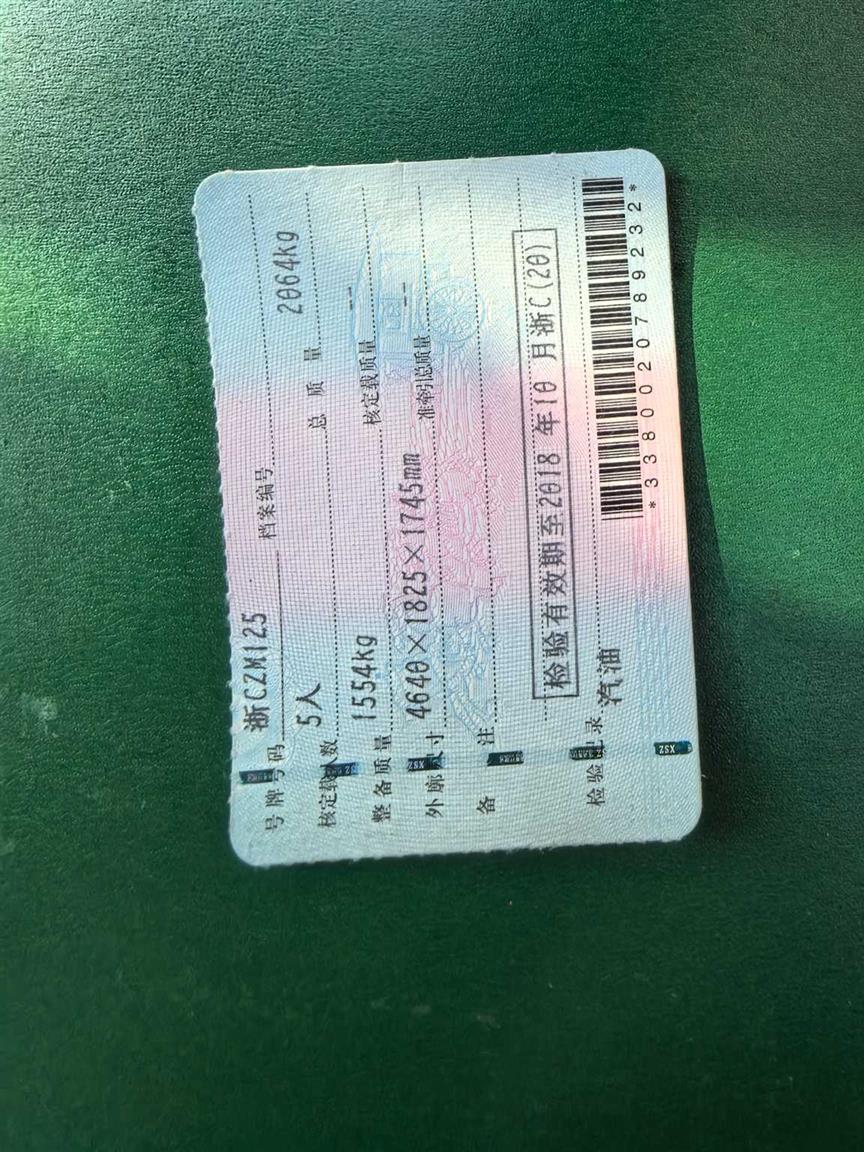 号牌号码 浙CZM125 档案编号
核定载人数 5人 总质量 2064kg
整备质量 1554kg 核定载质量 --
外廓尺寸 4640×1825×1745mm 准牵引总质量 --
备注
检验有效期至2018年10月浙C(20)
检验记录 汽油
*3380020789232*
XSZ
XSZ